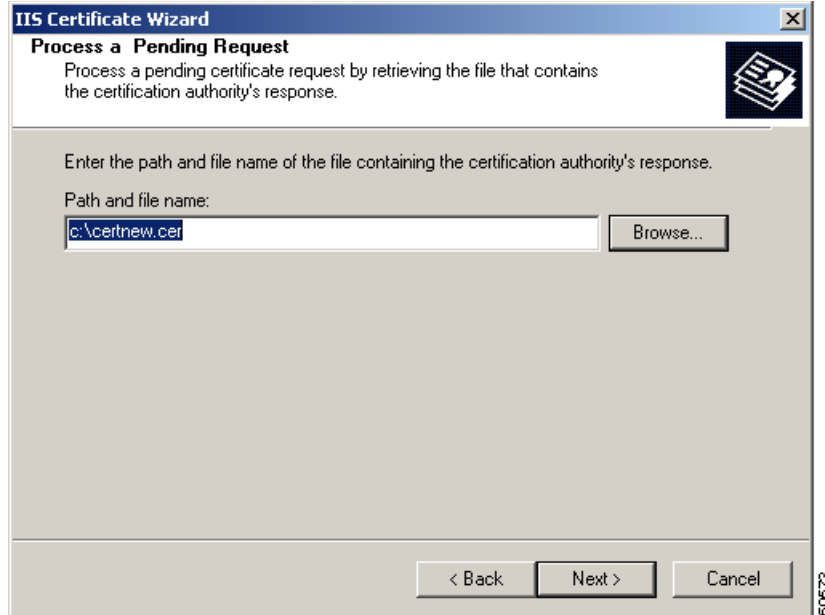 IIS Certificate Wizard
Process a Pending Request
Process a pending certificate request by retrieving the file that contains
the certification authority's response.
Enter the path and file name of the file containing the certification authority's response.
Path and file name:
c:\certnew.cer
Browse...
< Back
Next >
Cancel